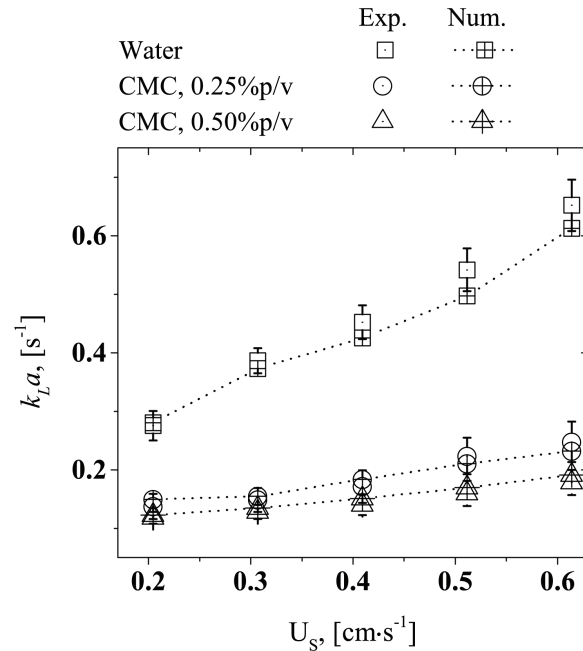 Exp. Num.
Water
CMC, 0.25%p/v
CMC, 0.50%p/v
0.6
0.4
0.2
k_L a, [s⁻¹]
0.2 0.3 0.4 0.5 0.6
U_S, [cm·s⁻¹]